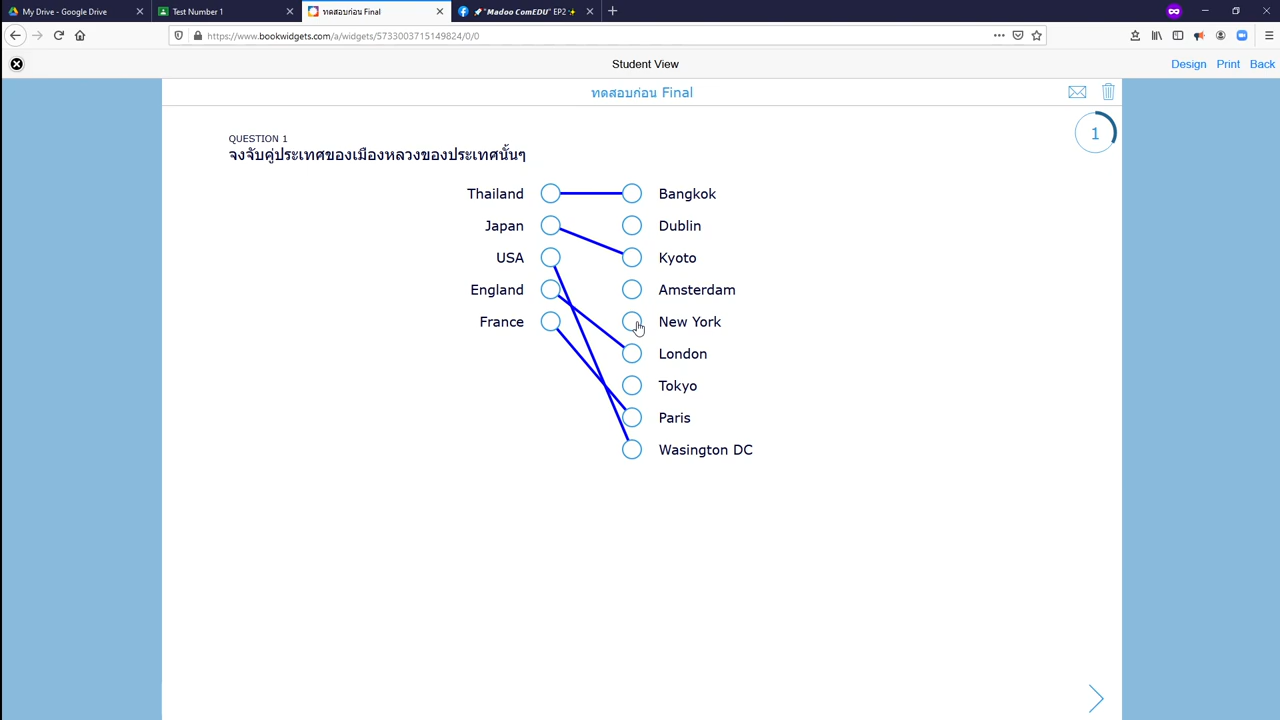 My Drive - Google Drive
Test Number 1
ทดสอบก่อน Final
"Madoo ComEDU" EP2
https://www.bookwidgets.com/a/widgets/5733003715149824/0/0
Student View
Design Print Back
ทดสอบก่อน Final
QUESTION 1
1
จงจับคู่ประเทศของเมืองหลวงของประเทศนั้นๆ
Thailand Bangkok
Japan Dublin
USA Kyoto
England Amsterdam
France New York
London
Tokyo
Paris
Wasington DC